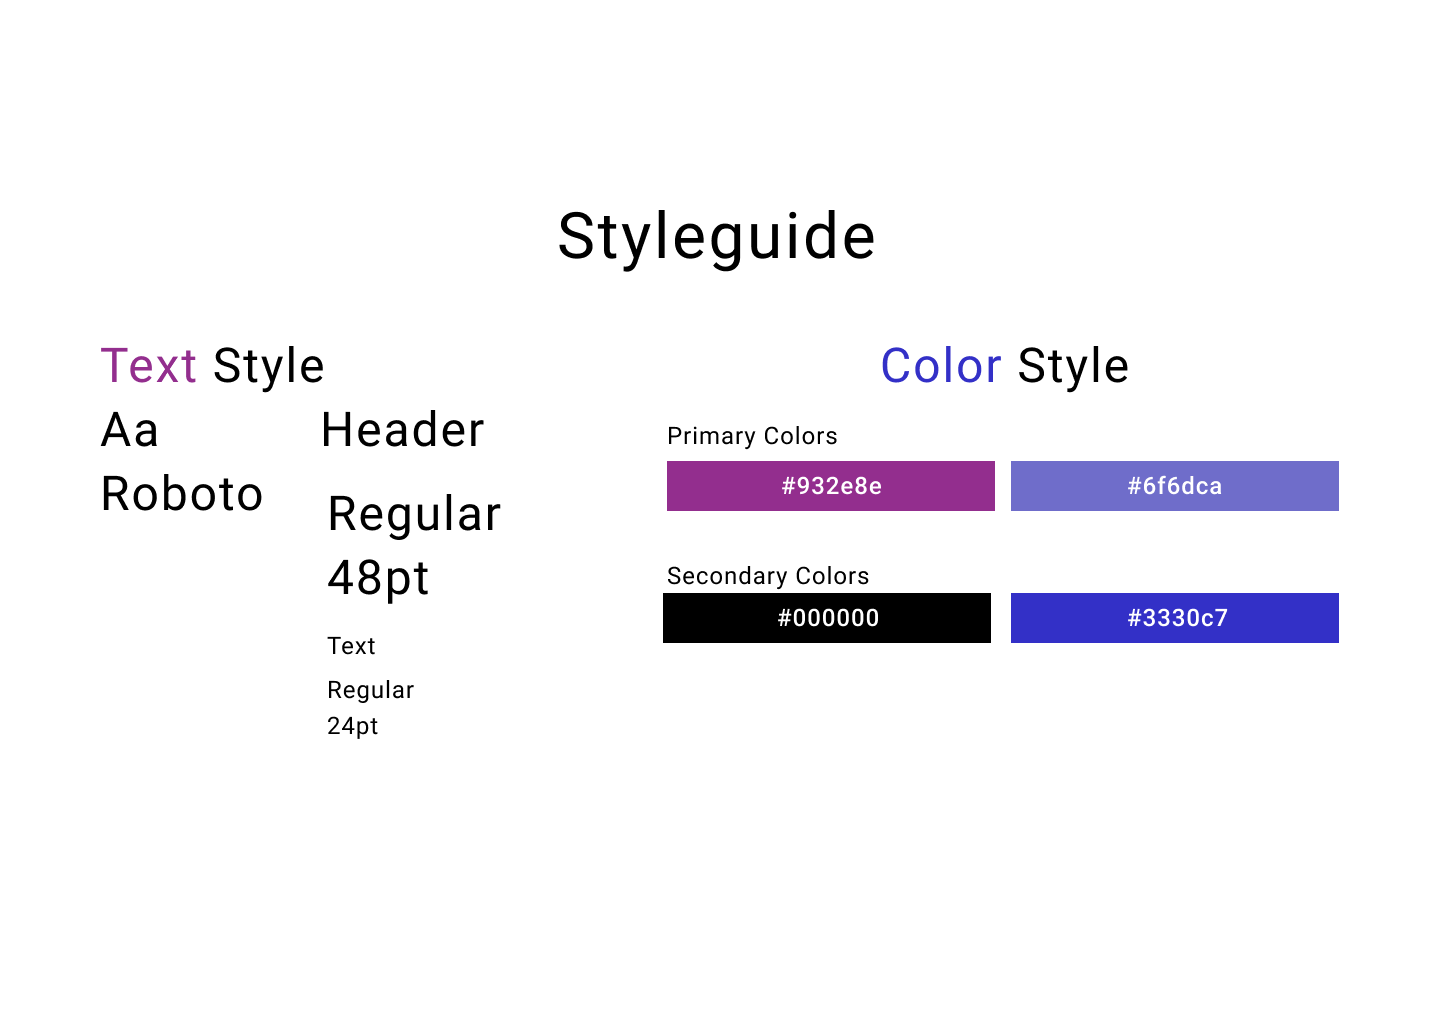 Styleguide
Text Style
Aa
Roboto
Header
Regular
48pt
Text
Regular
24pt
Color Style
Primary Colors
#932e8e
#6f6dca
Secondary Colors
#000000
#3330c7